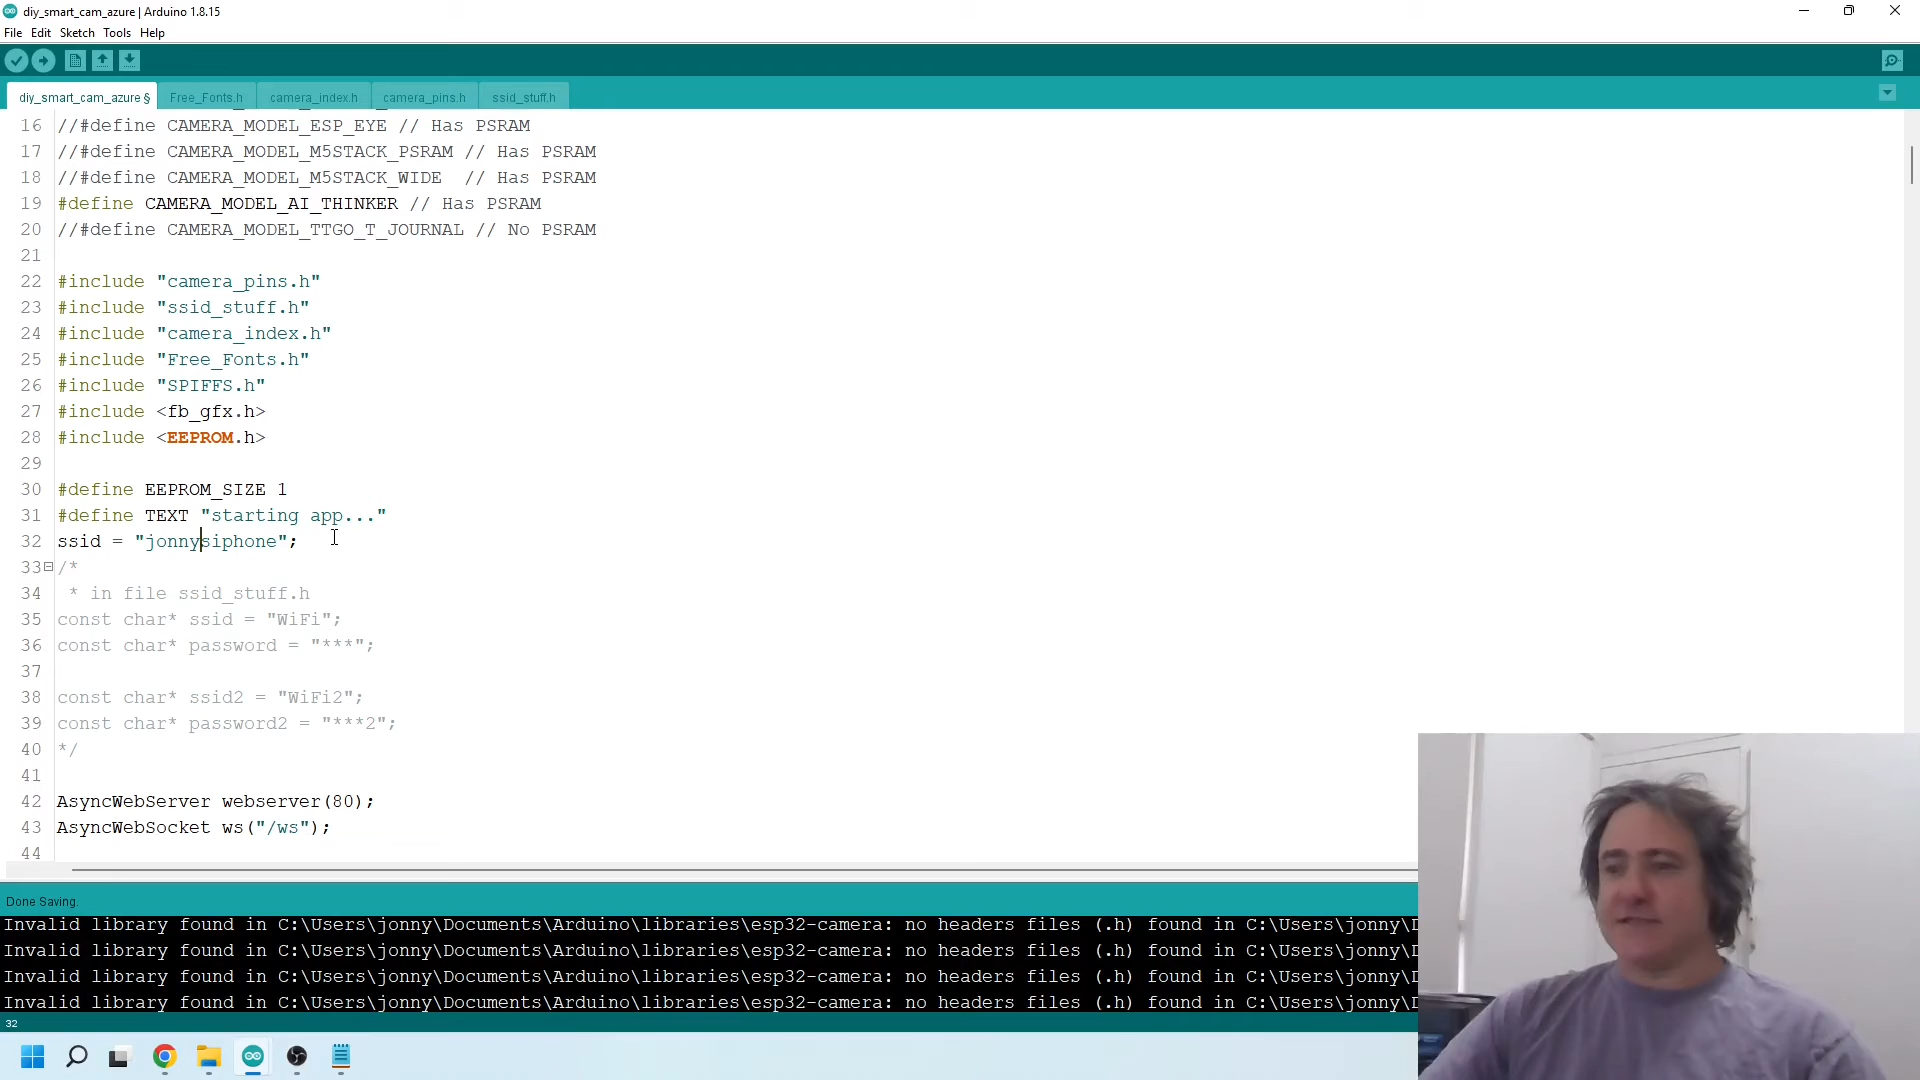 diy_smart_cam_azure | Arduino 1.8.15
File Edit Sketch Tools Help
diy_smart_cam_azure § Free_Fonts.h camera_index.h camera_pins.h ssid_stuff.h
16 //#define CAMERA_MODEL_ESP_EYE // Has PSRAM
17 //#define CAMERA_MODEL_M5STACK_PSRAM // Has PSRAM
18 //#define CAMERA_MODEL_M5STACK_WIDE // Has PSRAM
19 #define CAMERA_MODEL_AI_THINKER // Has PSRAM
20 //#define CAMERA_MODEL_TTGO_T_JOURNAL // No PSRAM
21
22 #include "camera_pins.h"
23 #include "ssid_stuff.h"
24 #include "camera_index.h"
25 #include "Free_Fonts.h"
26 #include "SPIFFS.h"
27 #include <fb_gfx.h>
28 #include <EEPROM.h>
29
30 #define EEPROM_SIZE 1
31 #define TEXT "starting app..."
32 ssid = "jonnysiphone";
33 /*
34 * in file ssid_stuff.h
35 const char* ssid = "WiFi";
36 const char* password = "***";
37
38 const char* ssid2 = "WiFi2";
39 const char* password2 = "***2";
40 */
41
42 AsyncWebServer webserver(80);
43 AsyncWebSocket ws("/ws");
44
Done Saving.
Invalid library found in C:\Users\jonny\Documents\Arduino\libraries\esp32-camera: no headers files (.h) found in C:\Users\jonny\D
Invalid library found in C:\Users\jonny\Documents\Arduino\libraries\esp32-camera: no headers files (.h) found in C:\Users\jonny\D
Invalid library found in C:\Users\jonny\Documents\Arduino\libraries\esp32-camera: no headers files (.h) found in C:\Users\jonny\D
Invalid library found in C:\Users\jonny\Documents\Arduino\libraries\esp32-camera: no headers files (.h) found in C:\Users\jonny\D
32